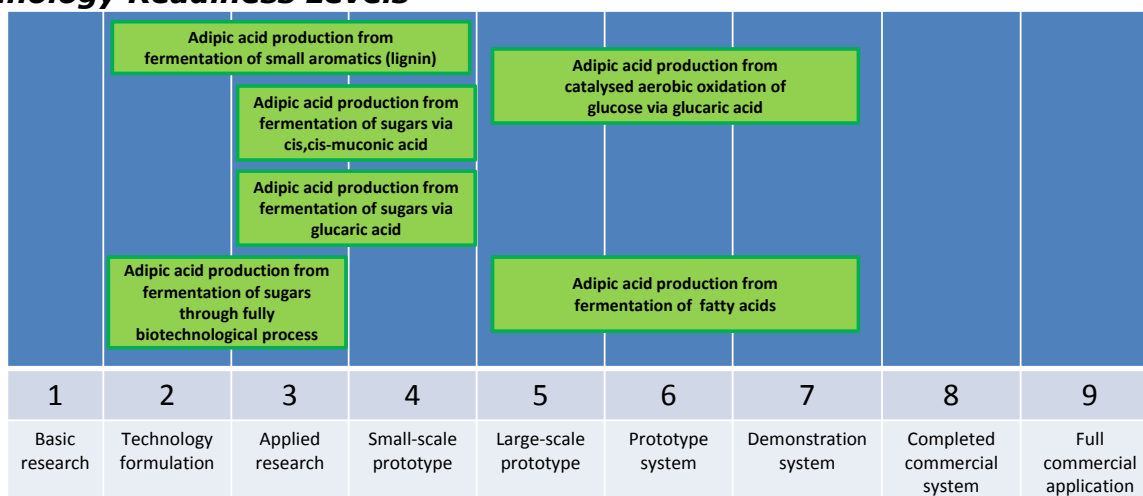 Technology Readiness Levels
Adipic acid production from
fermentation of small aromatics (lignin)
Adipic acid production from
catalysed aerobic oxidation of
glucose via glucaric acid
Adipic acid production from
fermentation of sugars via
cis,cis-muconic acid
Adipic acid production from
fermentation of sugars via
glucaric acid
Adipic acid production from
fermentation of sugars
through fully
biotechnological process
Adipic acid production from
fermentation of fatty acids
1 2 3 4 5 6 7 8 9
Basic
research
Technology
formulation
Applied
research
Small-scale
prototype
Large-scale
prototype
Prototype
system
Demonstration
system
Completed
commercial
system
Full
commercial
application